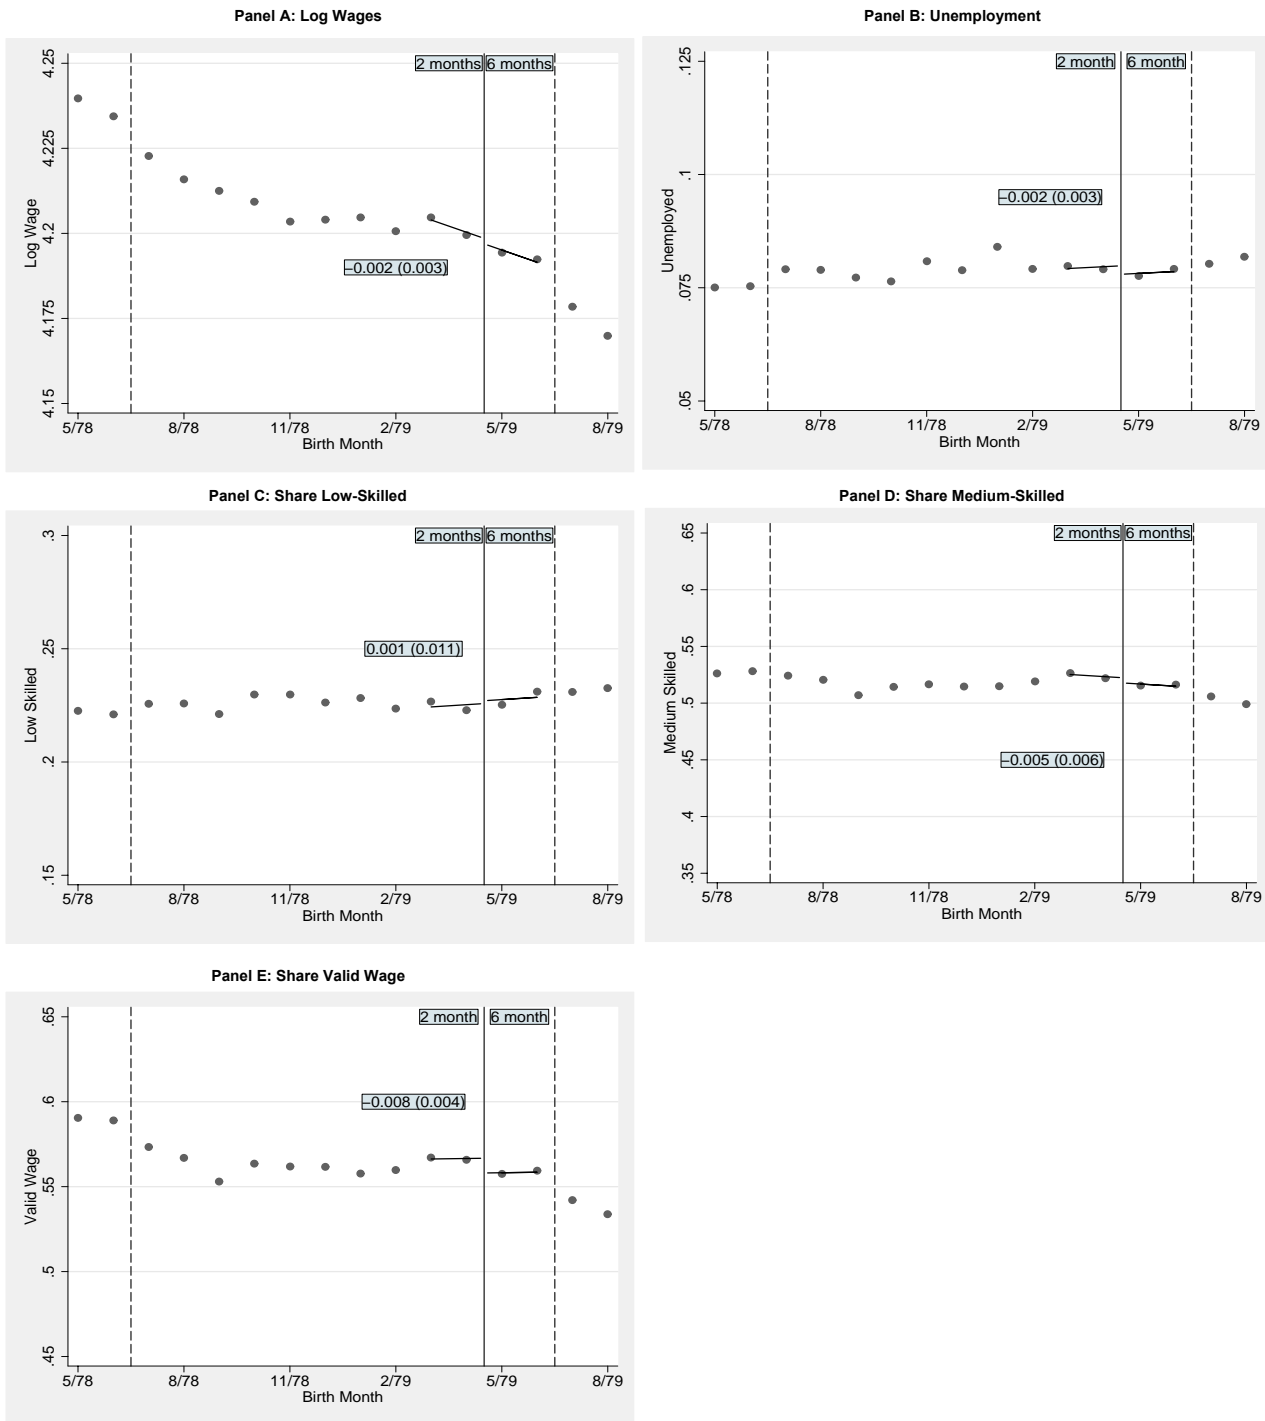 Panel A: Log Wages
Log Wage
4.25
4.225
4.2
4.175
4.15
2 months 6 months
−0.002 (0.003)
5/78 8/78 11/78 2/79 5/79 8/79
Birth Month
Panel B: Unemployment
Unemployed
.125
.1
.075
.05
2 month 6 month
−0.002 (0.003)
5/78 8/78 11/78 2/79 5/79 8/79
Birth Month
Panel C: Share Low-Skilled
Low Skilled
.3
.25
.2
.15
2 months 6 months
0.001 (0.011)
5/78 8/78 11/78 2/79 5/79 8/79
Birth Month
Panel D: Share Medium-Skilled
Medium Skilled
.65
.6
.55
.5
.45
.4
.35
2 months 6 months
−0.005 (0.006)
5/78 8/78 11/78 2/79 5/79 8/79
Birth Month
Panel E: Share Valid Wage
Valid Wage
.65
.6
.55
.5
.45
2 month 6 month
−0.008 (0.004)
5/78 8/78 11/78 2/79 5/79 8/79
Birth Month